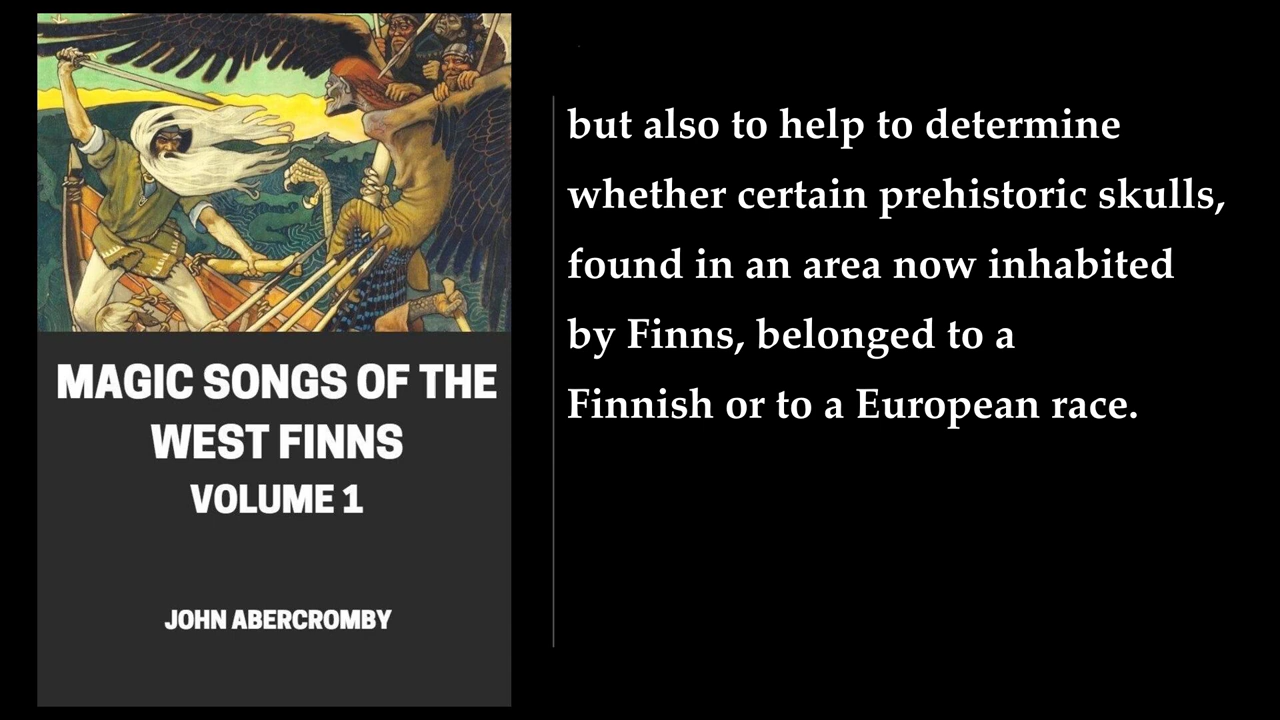 MAGIC SONGS OF THE
WEST FINNS
VOLUME 1
JOHN ABERCROMBY
but also to help to determine
whether certain prehistoric skulls,
found in an area now inhabited
by Finns, belonged to a
Finnish or to a European race.